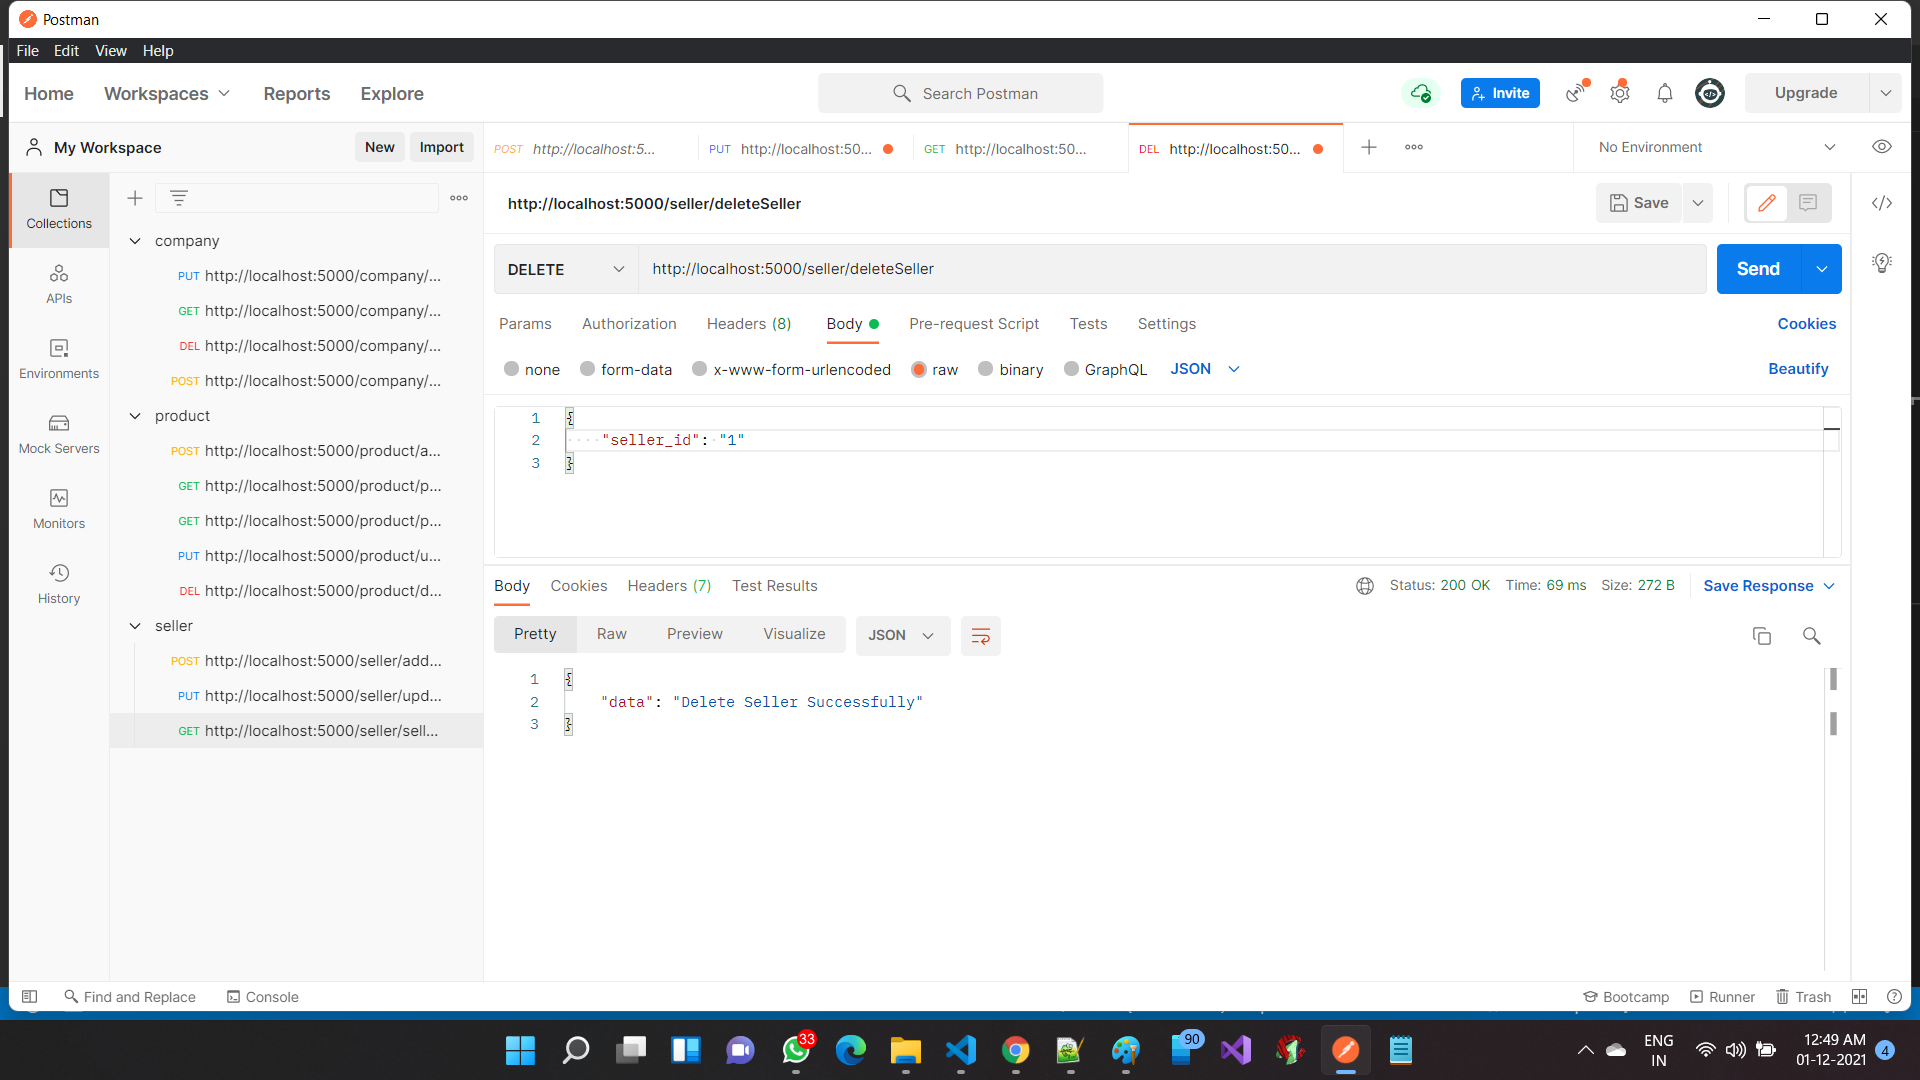 Postman
File Edit View Help
Home Workspaces Reports Explore Search Postman Invite Upgrade
My Workspace New Import
POST http://localhost:5...
PUT http://localhost:50...
GET http://localhost:50...
DEL http://localhost:50...
No Environment
Collections
APIs
Environments
Mock Servers
Monitors
History
company
PUT http://localhost:5000/company/...
GET http://localhost:5000/company/...
DEL http://localhost:5000/company/...
POST http://localhost:5000/company/...
product
POST http://localhost:5000/product/a...
GET http://localhost:5000/product/p...
GET http://localhost:5000/product/p...
PUT http://localhost:5000/product/u...
DEL http://localhost:5000/product/d...
seller
POST http://localhost:5000/seller/add...
PUT http://localhost:5000/seller/upd...
GET http://localhost:5000/seller/sell...
http://localhost:5000/seller/deleteSeller
Save
DELETE http://localhost:5000/seller/deleteSeller Send
Params Authorization Headers (8) Body Pre-request Script Tests Settings Cookies
none form-data x-www-form-urlencoded raw binary GraphQL JSON Beautify
1 {
2 "seller_id": "1"
3 }
Body Cookies Headers (7) Test Results Status: 200 OK Time: 69 ms Size: 272 B Save Response
Pretty Raw Preview Visualize JSON
1 {
2 "data": "Delete Seller Successfully"
3 }
Find and Replace Console Bootcamp Runner Trash
33
90
ENG
IN
12:49 AM
01-12-2021
4